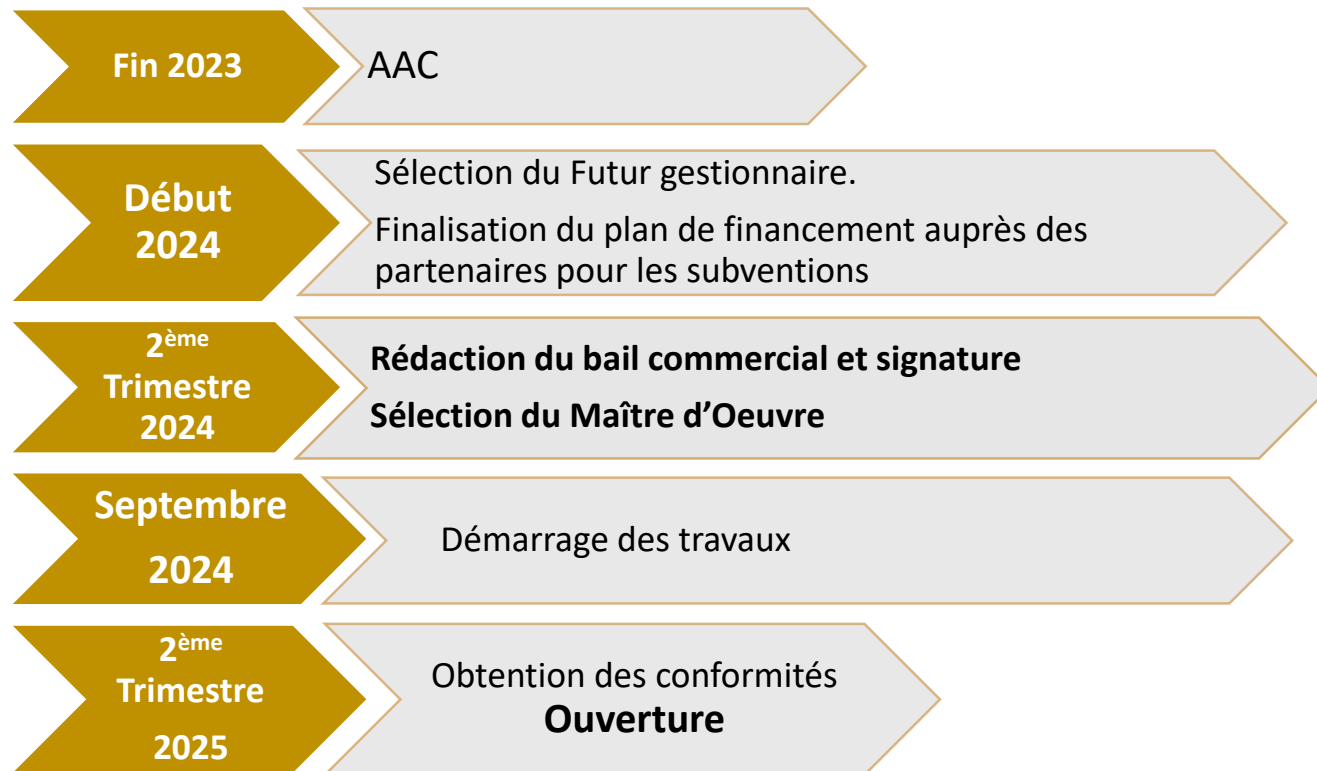 Fin 2023
AAC
Début
2024
Sélection du Futur gestionnaire.
Finalisation du plan de financement auprès des
partenaires pour les subventions
2ème
Trimestre
2024
Rédaction du bail commercial et signature
Sélection du Maître d’Oeuvre
Septembre
2024
Démarrage des travaux
2ème
Trimestre
2025
Obtention des conformités
Ouverture